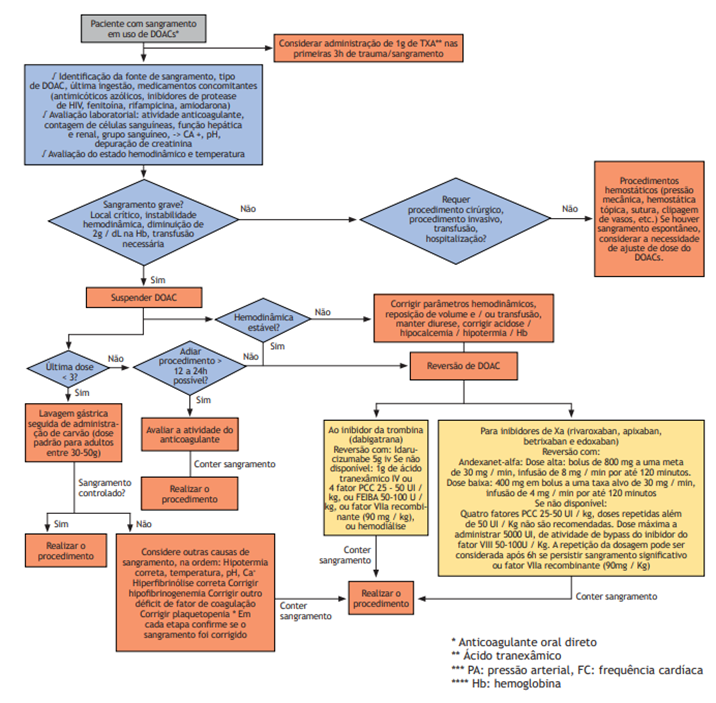 Paciente com sangramento
em uso de DOACs*
Considerar administração de 1g de TXA** nas
primeiras 3h de trauma/sangramento
√ Identificação da fonte de sangramento, tipo
de DOAC, última ingestão, medicamentos concomitantes
(antimicóticos azólicos, inibidores de protease
de HIV, fenitoína, rifampicina, amiodarona)
√ Avaliação laboratorial: atividade anticoagulante,
contagem de células sanguíneas, função hepática
e renal, grupo sanguíneo, -> CA +, pH,
depuração de creatinina
√ Avaliação do estado hemodinâmico e temperatura
Sangramento grave?
Local crítico, instabilidade
hemodinâmica, diminuição de
2g / dL na Hb, transfusão
necessária
Não
Requer
procedimento cirúrgico,
procedimento invasivo,
transfusão,
hospitalização?
Não
Procedimentos
hemostáticos (pressão
mecânica, hemostática
tópica, sutura, clipagem
de vasos, etc.) Se houver
sangramento espontâneo,
considerar a necessidade
de ajuste de dose do
DOACs.
Sim
Suspender DOAC
Hemodinâmica
estável?
Não
Corrigir parâmetros hemodinâmicos,
reposição de volume e / ou transfusão,
manter diurese, corrigir acidose /
hipocalcemia / hipotermia / Hb
Sim
Última dose
< 3?
Não
Adiar
procedimento >
12 a 24h
possível?
Não
Reversão de DOAC
Sim
Sim
Lavagem gástrica
seguida de administra-
ção de carvão (dose
padrão para adultos
entre 30-50g)
Avaliar a atividade do
anticoagulante
Conter sangramento
Realizar o
procedimento
Ao inibidor da trombina
(dabigatrana)
Reversão com: Idaru-
cizumabe 5g iv Se não
disponível: 1g de ácido
tranexâmico IV ou
4 fator PCC 25 - 50 UI /
kg, ou FEIBA 50-100 U /
kg, ou fator VIIa recombi-
nante (90 mg / kg),
ou hemodiálise
Para inibidores de Xa (rivaroxaban, apixaban,
betrixaban e edoxaban)
Reversão com:
Andexanet-alfa: Dose alta: bolus de 800 mg a uma meta
de 30 mg / min, infusão de 8 mg / min por até 120 minutos.
Dose baixa: 400 mg em bolus a uma taxa alvo de 30 mg / min,
infusão de 4 mg / min por até 120 minutos
Se não disponível:
Quatro fatores PCC 25-50 UI / kg, doses repetidas além
de 50 UI / Kg não são recomendadas. Dose máxima a
administrar 5000 UI, de atividade de bypass do inibidor do
fator VIII 50-100U / Kg. A repetição da dosagem pode ser
considerada após 6h se persistir sangramento significativo
ou fator VIIa recombinante (90mg / Kg)
Sangramento
controlado?
Sim
Não
Realizar o
procedimento
Considere outras causas de
sangramento, na ordem: Hipotermia
correta, temperatura, pH, Ca
Hiperfibrinólise correta Corrigir
hipofibrinogenemia Corrigir outro
déficit de fator de coagulação
Corrigir plaquetopenia * Em
cada etapa confirme se o
sangramento foi corrigido
Conter
sangramento
Conter
sangramento
Realizar o
procedimento
Conter sangramento
* Anticoagulante oral direto
** Ácido tranexâmico
*** PA: pressão arterial, FC: frequência cardíaca
**** Hb: hemoglobina